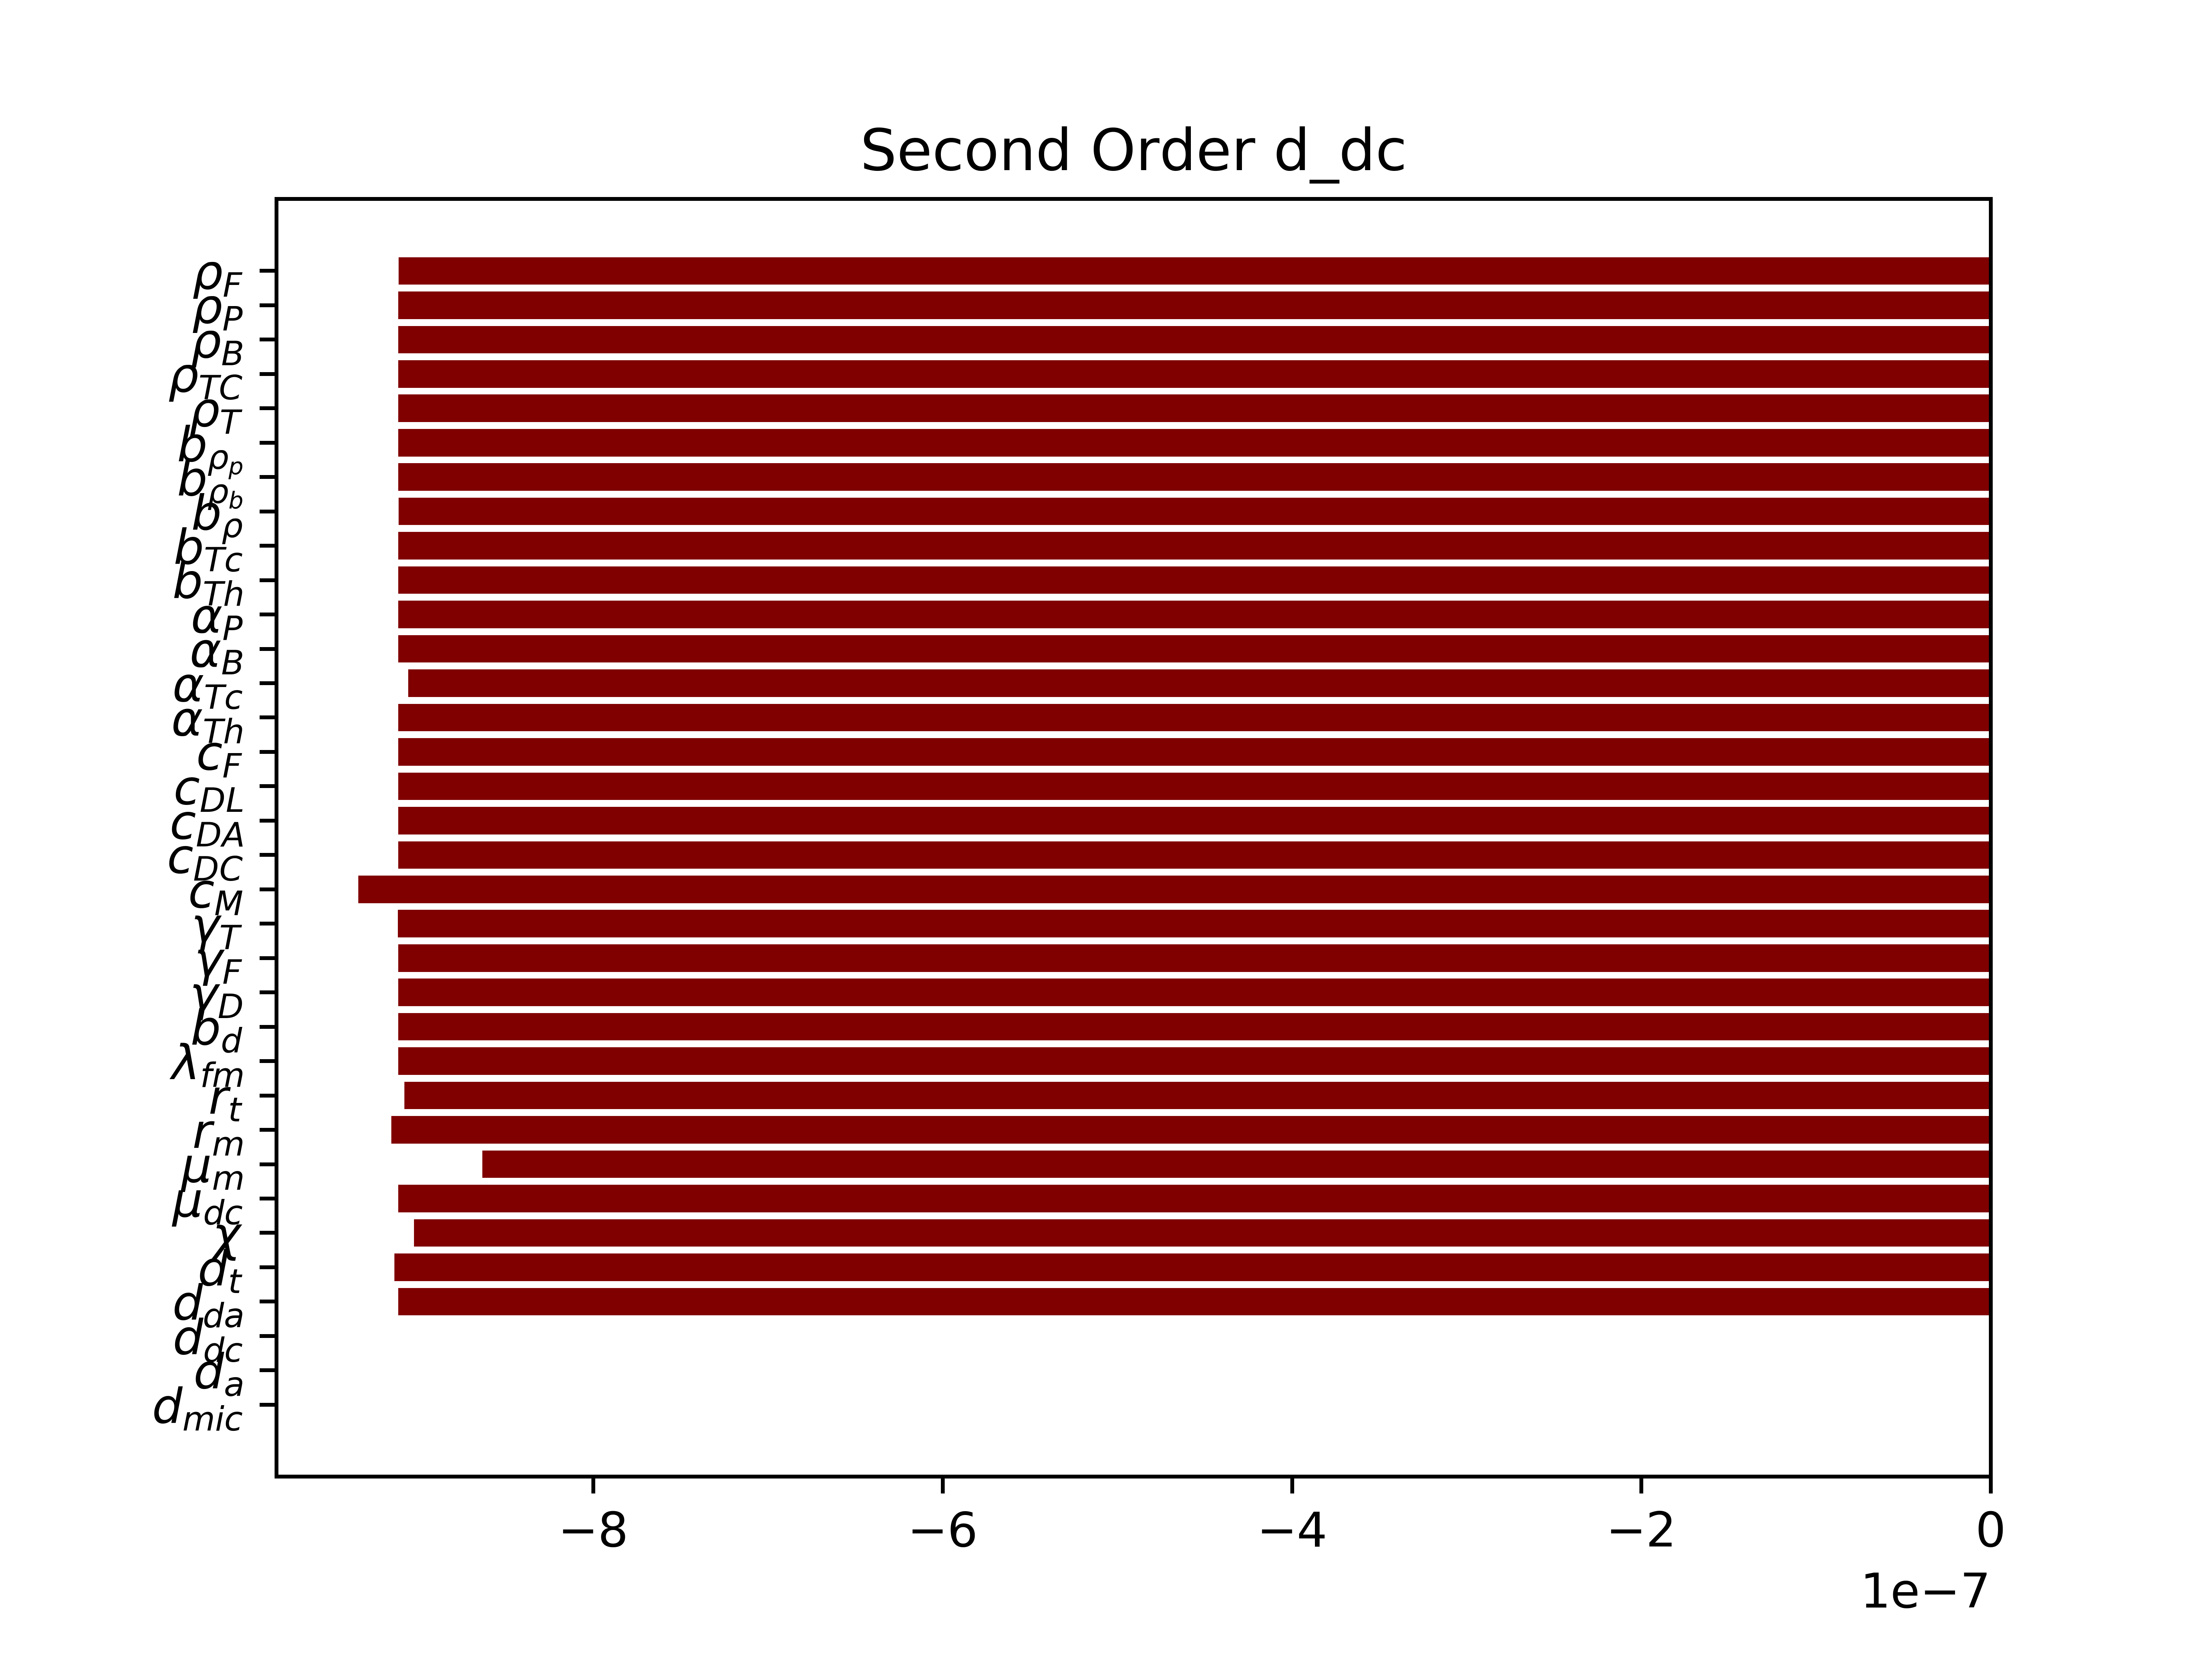 Second Order d_dc
ρ_F
ρ_P
ρ_B
ρ_TC
ρ_T
b_ρ_p
b_ρ_b
b_ρ
b_Tc
b_Th
α_P
α_B
α_Tc
α_Th
c_F
c_DL
c_DA
c_DC
c_M
γ_T
γ_F
γ_D
b_d
λ_fm
r_t
r_m
μ_m
μ_dc
χ
d_t
d_da
d_dc
d_a
d_mic
−8 −6 −4 −2 0
1e−7